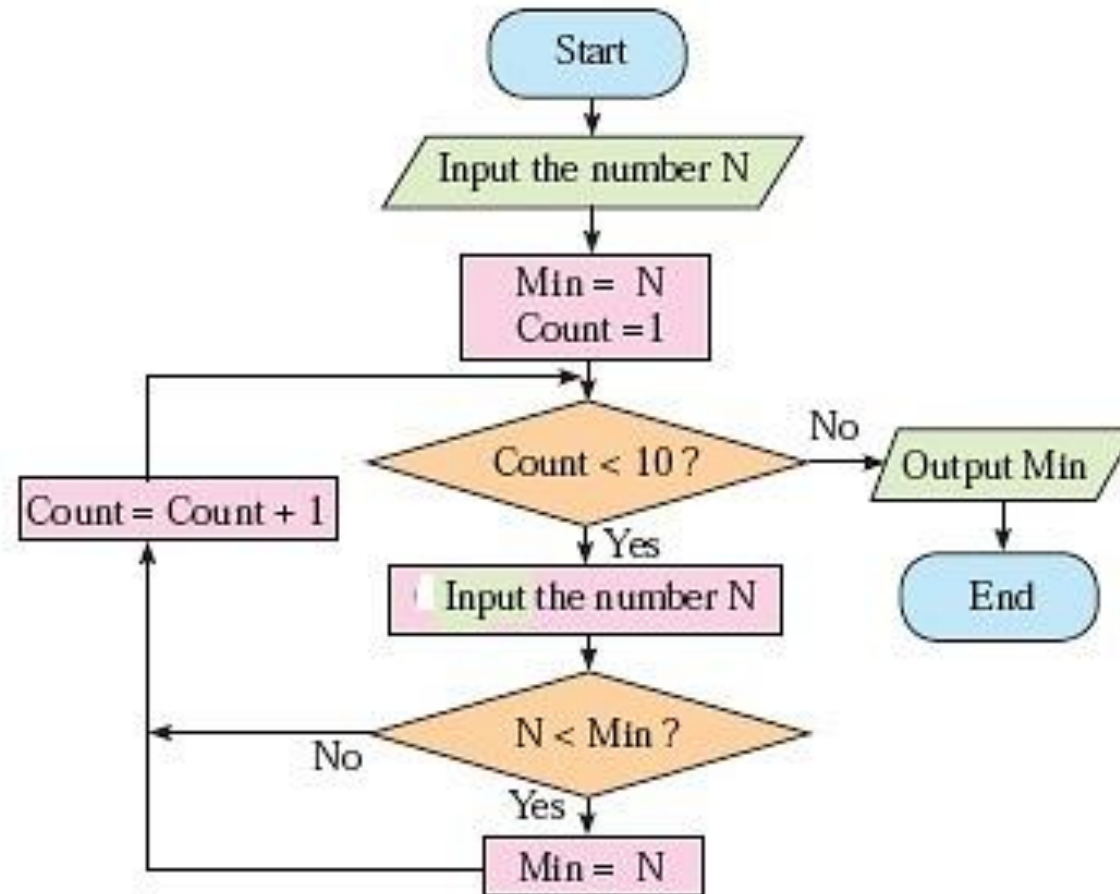 Start
Input the number N
Min = N
Count =1
Count < 10 ?
No
Output Min
Count = Count + 1
Yes
Input the number N
End
N < Min ?
No
Yes
Min = N